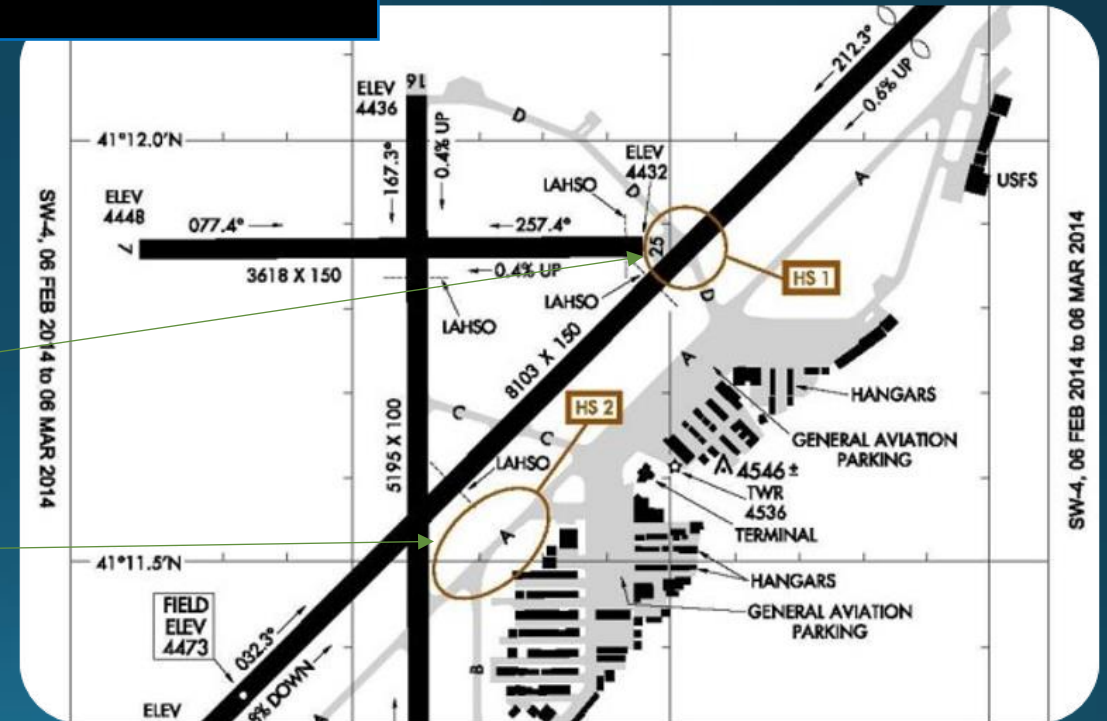 212.3°
0.6% UP
16
ELEV
4436
0.4% UP
167.3°
D
41°12.0'N
ELEV
4432
LAHSO
D
A
USFS
ELEV
4448
077.4°
257.4°
7
25
HS 1
3618 X 150
0.4% UP
LAHSO
D
LAHSO
8103 X 150
A
HS 2
HANGARS
5195 X 100
C
C
GENERAL AVIATION
PARKING
LAHSO
4546 ±
TWR
4536
TERMINAL
A
41°11.5'N
HANGARS
GENERAL AVIATION
PARKING
FIELD
ELEV
4473
032.3°
B
8% DOWN
ELEV
A
SW-4, 06 FEB 2014 to 06 MAR 2014
SW-4, 06 FEB 2014 to 06 MAR 2014